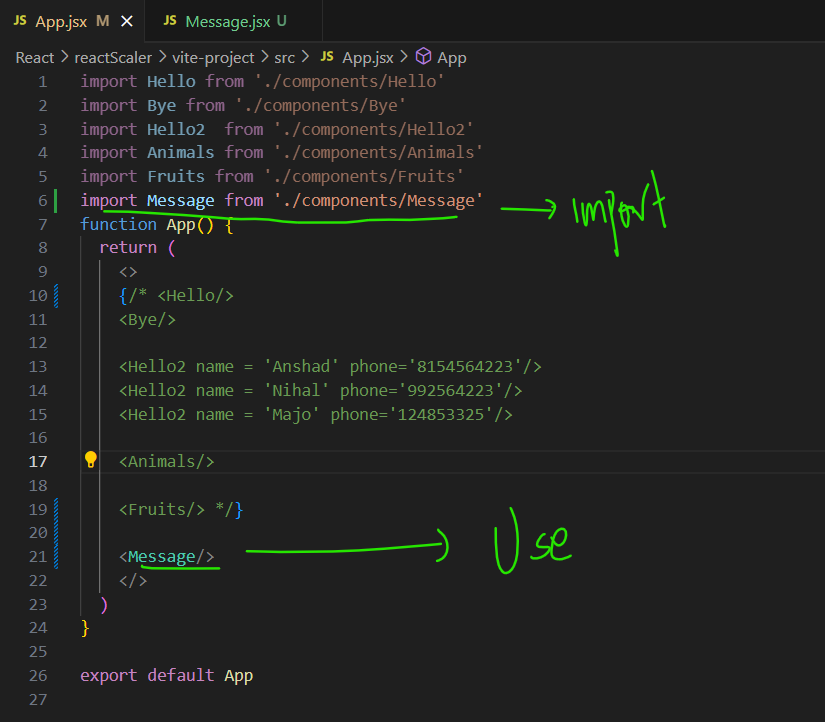 JS App.jsx M × JS Message.jsx U
React > reactScaler > vite-project > src > JS App.jsx > App
1 import Hello from './components/Hello'
2 import Bye from './components/Bye'
3 import Hello2  from './components/Hello2'
4 import Animals from './components/Animals'
5 import Fruits from './components/Fruits'
6 import Message from './components/Message' import
7 function App() {
8   return (
9     <>
10     {/* <Hello/>
11     <Bye/>
12
13     <Hello2 name = 'Anshad' phone='8154564223'/>
14     <Hello2 name = 'Nihal' phone='992564223'/>
15     <Hello2 name = 'Majo' phone='124853325'/>
16
17     <Animals/>
18
19     <Fruits/> */}
20
21     <Message/> Use
22     </>
23   )
24 }
25
26 export default App
27